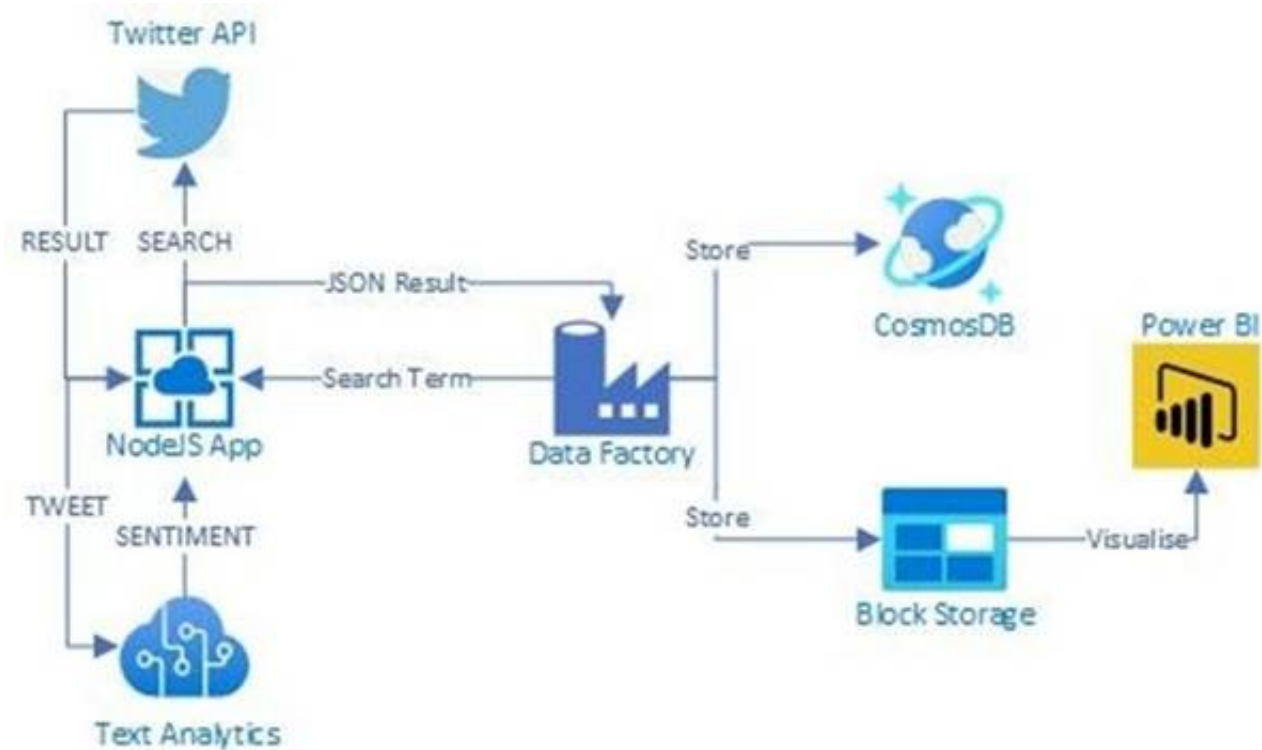 Twitter API
RESULT
SEARCH
JSON Result
Store
CosmosDB
Power BI
Search Term
NodeJS App
Data Factory
TWEET
SENTIMENT
Store
Visualise
Block Storage
Text Analytics